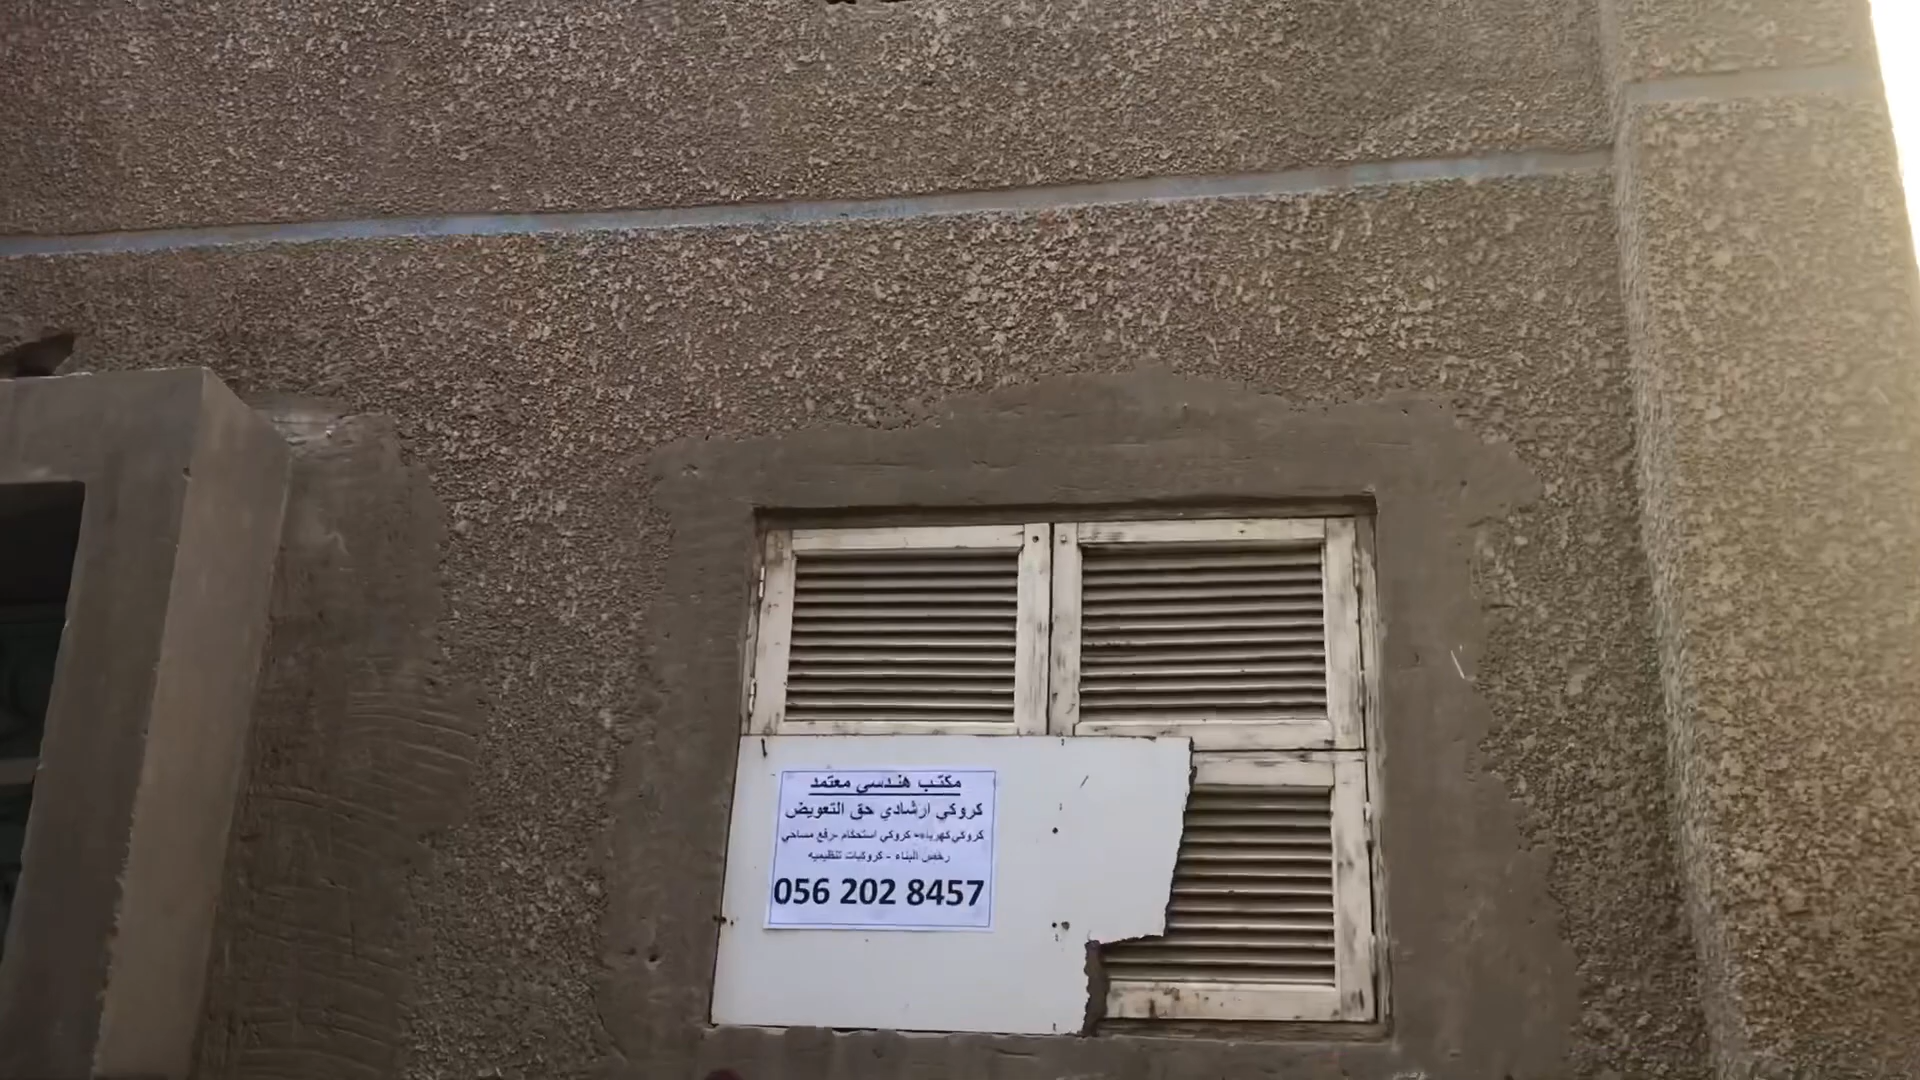 مكتب هندسي معتمد
كروكي ارشادي حق التعويض
كروكي كهرباء- كروكي استحكام -رفع مساحي
رخص البناء - كروكيات تنظيميه
056 202 8457